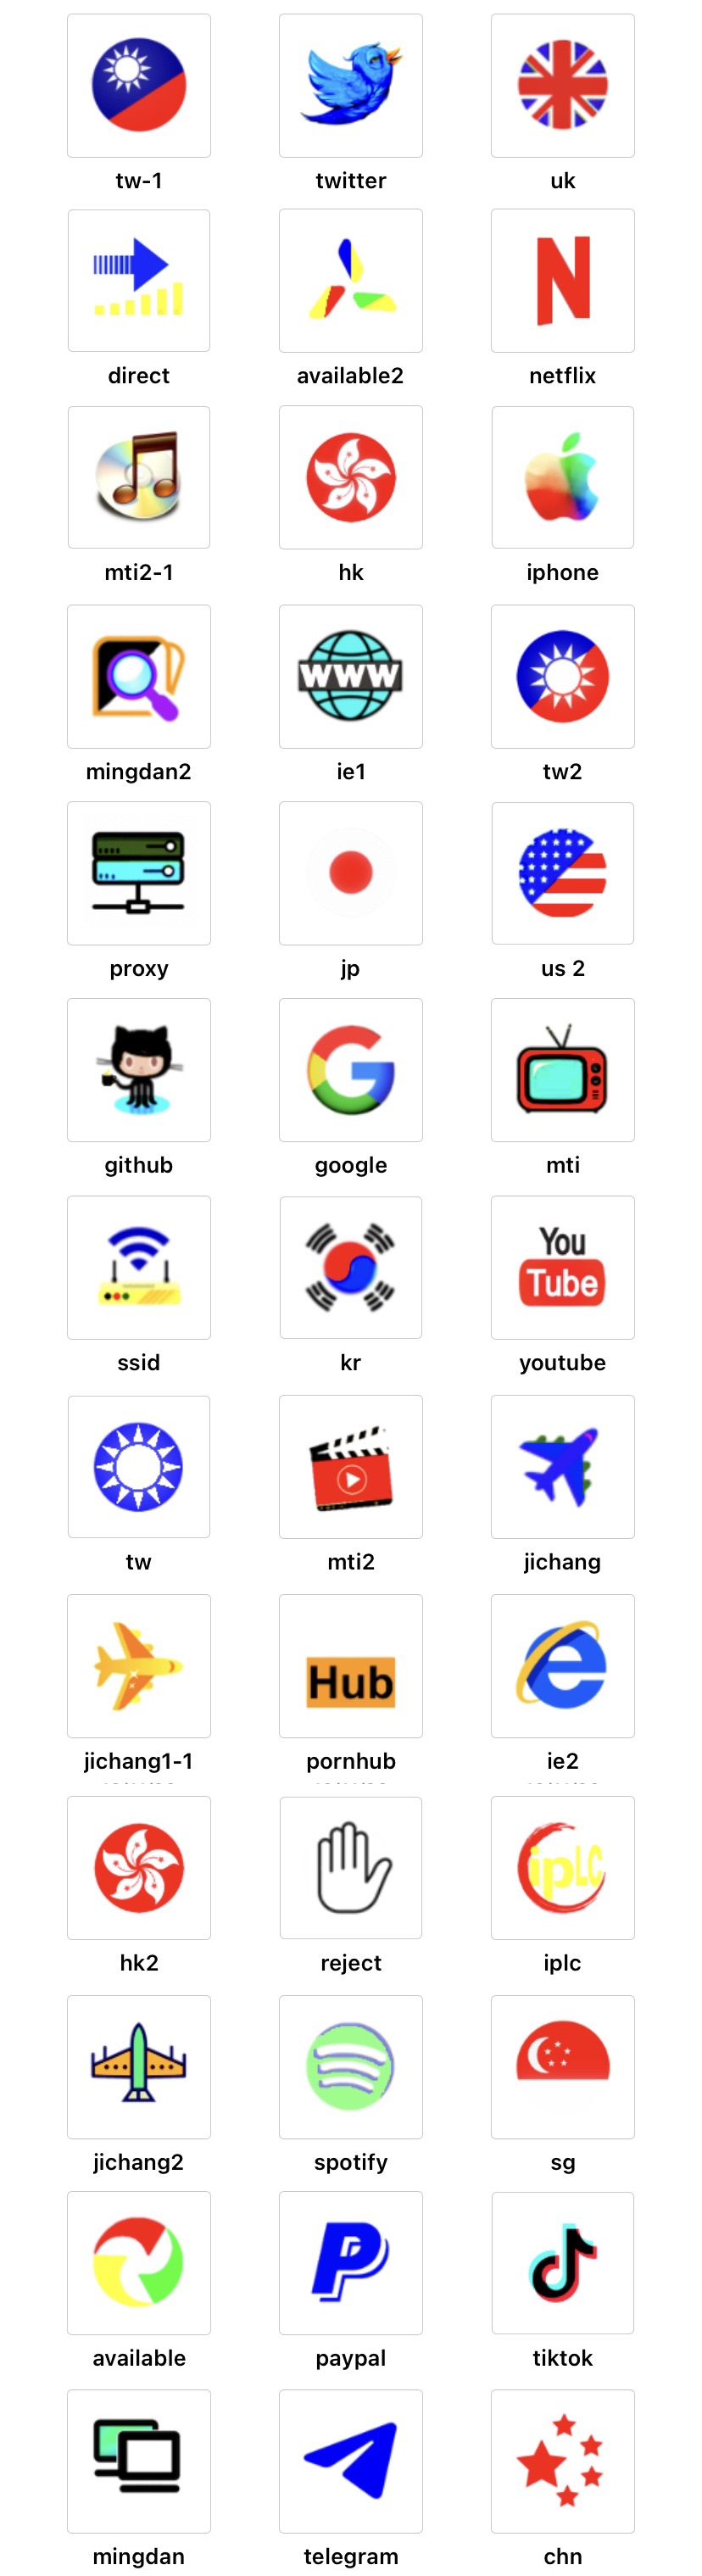 tw-1
twitter
uk
direct
available2
netflix
mti2-1
hk
iphone
WWW
mingdan2
ie1
tw2
proxy
jp
us 2
github
google
mti
You
Tube
ssid
kr
youtube
tw
mti2
jichang
Hub
jichang1-1
pornhub
ie2
ipLC
hk2
reject
iplc
jichang2
spotify
sg
available
paypal
tiktok
mingdan
telegram
chn